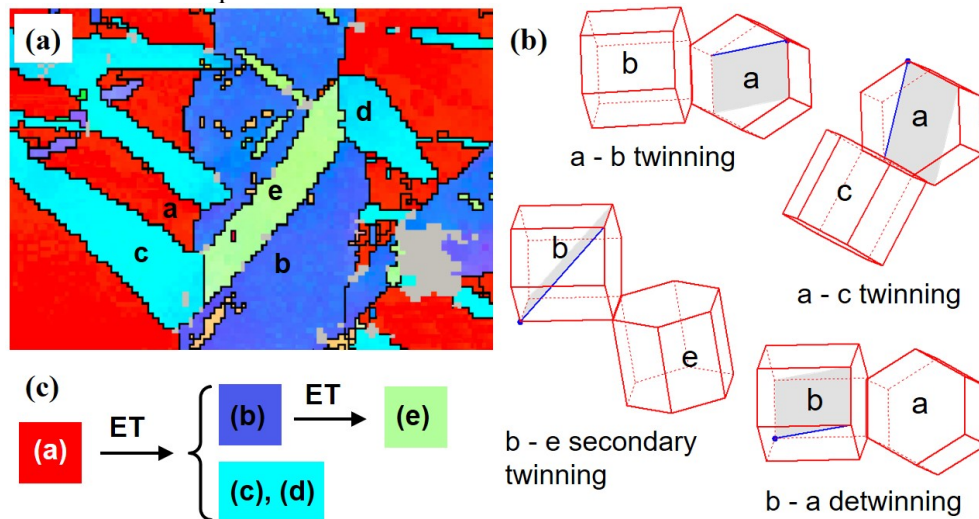 (a)
d
e
a
c
b
(b)
b
a
a - b twinning
a
c
a - c twinning
b
e
b - e secondary
twinning
b
a
b - a detwinning
(c)
(a)
ET
(b)
ET
(e)
(c), (d)